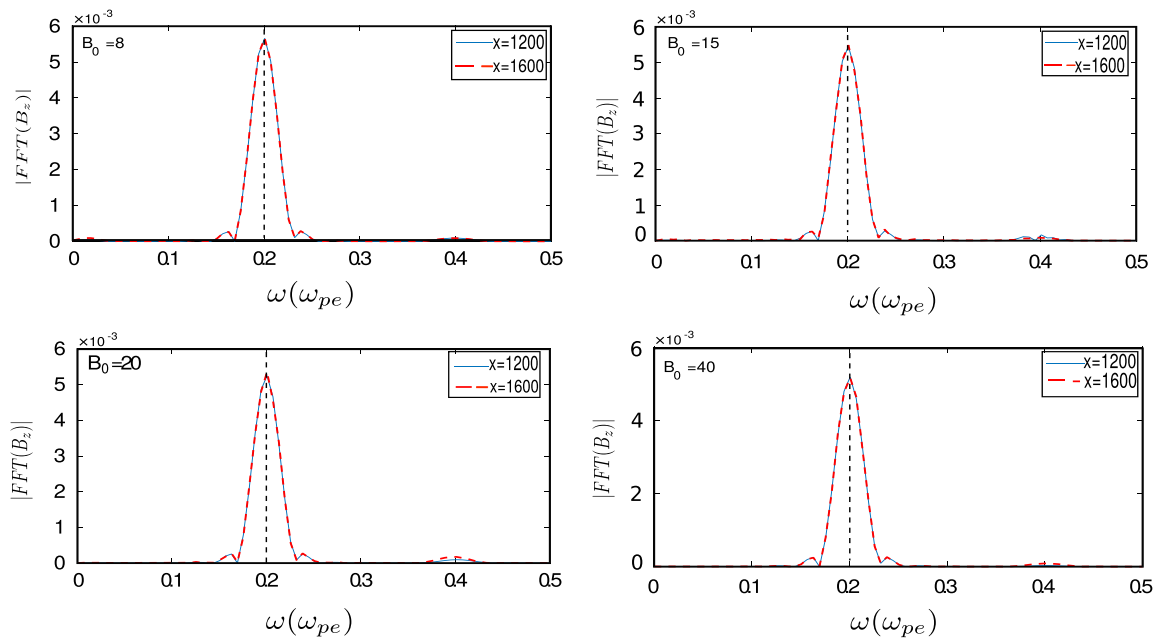 ×10⁻³
B₀ =8
x=1200
x=1600
6
5
4
3
2
1
0
|FFT(B_z)|
0 0.1 0.2 0.3 0.4 0.5
ω(ω_pe)
×10⁻³
B₀ =15
x=1200
x=1600
6
5
4
3
2
1
0
|FFT(B_z)|
0 0.1 0.2 0.3 0.4 0.5
ω(ω_pe)
×10⁻³
B₀=20
x=1200
x=1600
6
5
4
3
2
1
0
|FFT(B_z)|
0 0.1 0.2 0.3 0.4 0.5
ω(ω_pe)
×10⁻³
B₀ =40
x=1200
x=1600
6
4
2
0
|FFT(B_z)|
0 0.1 0.2 0.3 0.4 0.5
ω(ω_pe)